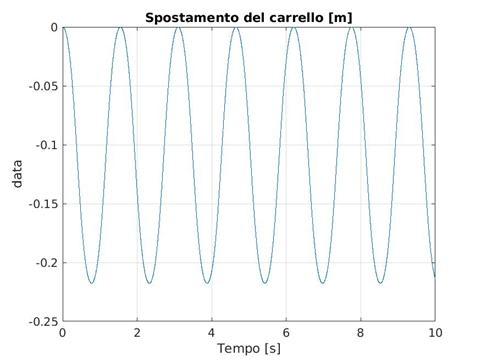 Spostamento del carrello [m]
0
-0.05
-0.1
-0.15
-0.2
-0.25
data
0 2 4 6 8 10
Tempo [s]